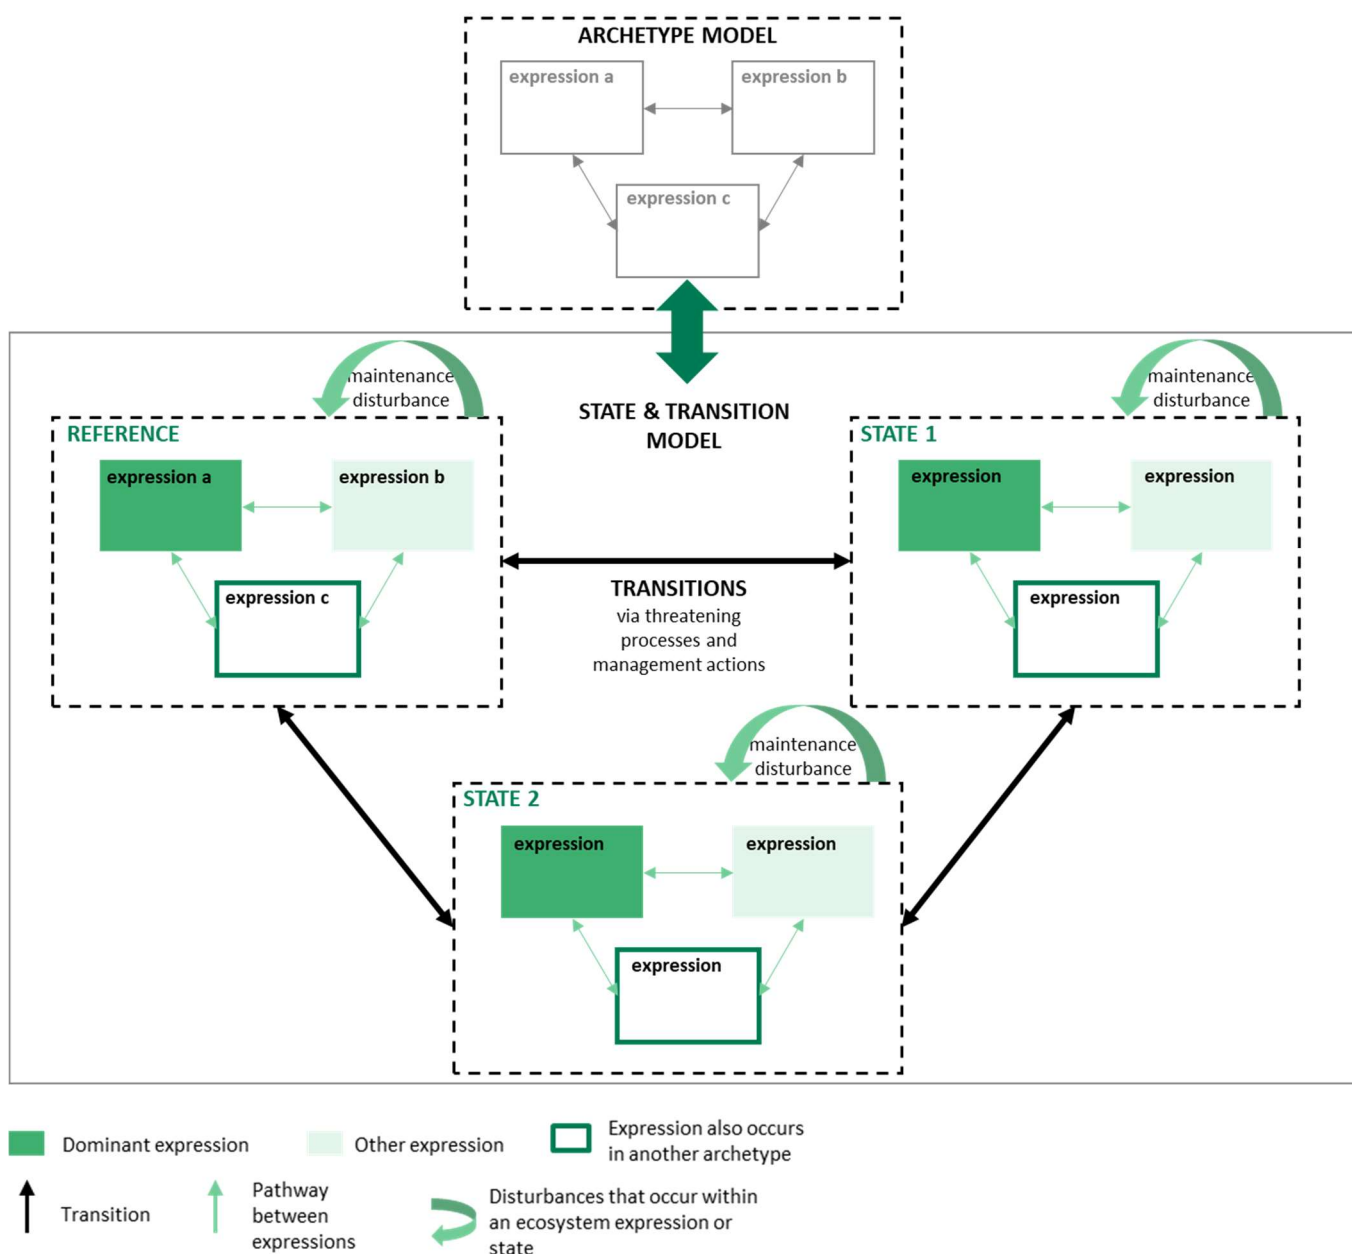 ARCHETYPE MODEL
expression a
expression b
expression c
maintenance
disturbance
maintenance
disturbance
STATE & TRANSITION
MODEL
REFERENCE
STATE 1
expression a
expression b
expression
expression
TRANSITIONS
via threatening
processes and
management actions
expression c
expression
maintenance
disturbance
STATE 2
expression
expression
expression
Dominant expression
Other expression
Expression also occurs
in another archetype
Transition
Pathway
between
expressions
Disturbances that occur within
an ecosystem expression or
state